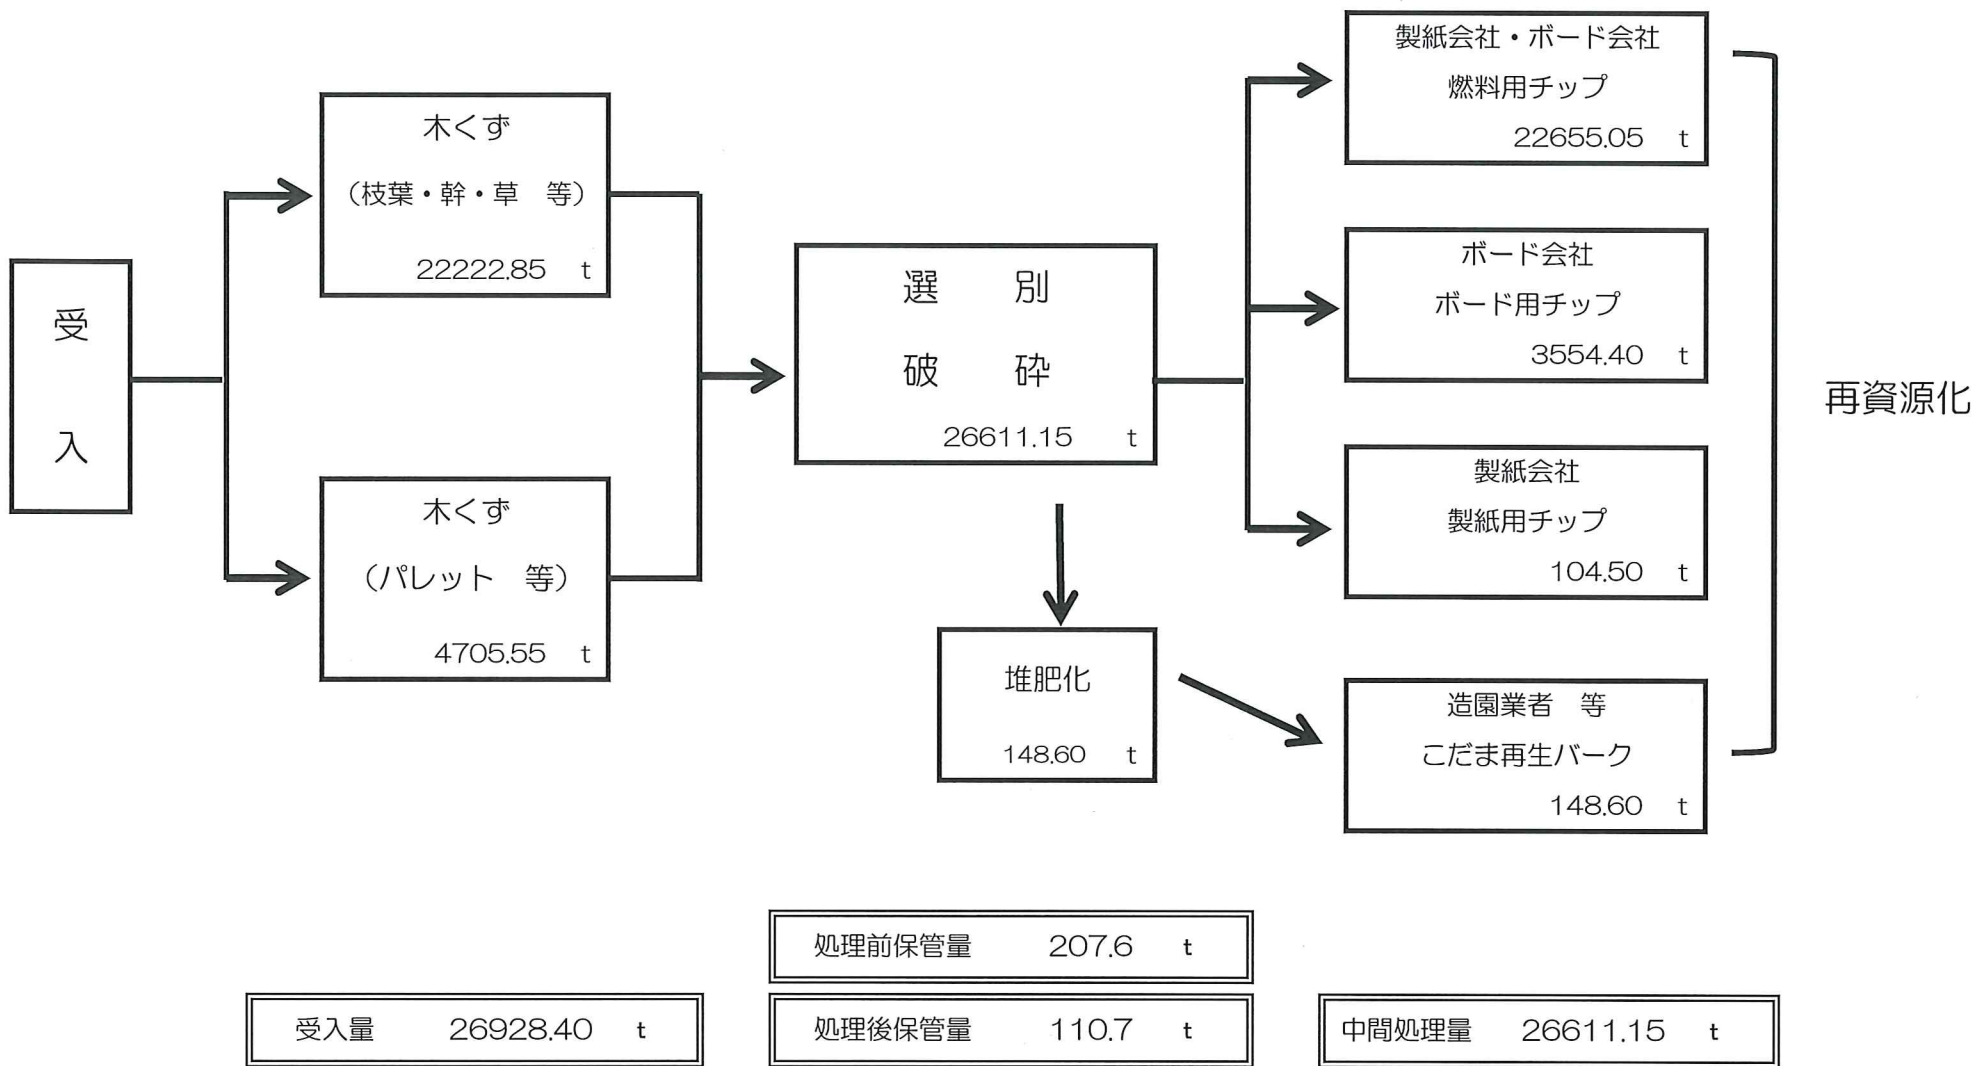 受
入
木くず
（枝葉・幹・草　等）
22222.85　t
木くず
（パレット　等）
4705.55　t
選　別
破　砕
26611.15　t
堆肥化
148.60　t
製紙会社・ボード会社
燃料用チップ
22655.05　t
ボード会社
ボード用チップ
3554.40　t
製紙会社
製紙用チップ
104.50　t
造園業者　等
こだま再生バーク
148.60　t
再資源化
処理前保管量　207.6　t
受入量　26928.40　t
処理後保管量　110.7　t
中間処理量　26611.15　t